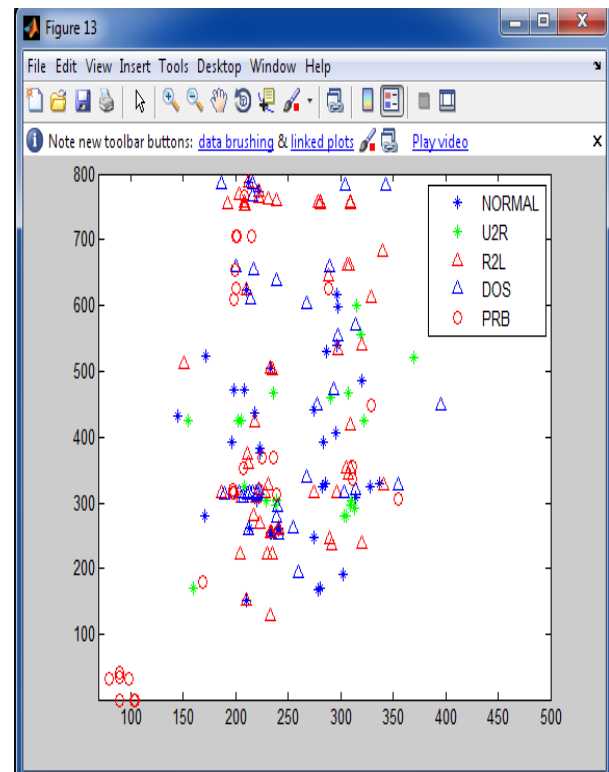 Figure 13
File Edit View Insert Tools Desktop Window Help
Note new toolbar buttons: data brushing & linked plots Play video
800
700
600
500
400
300
200
100
100 150 200 250 300 350 400 450 500
NORMAL
U2R
R2L
DOS
PRB